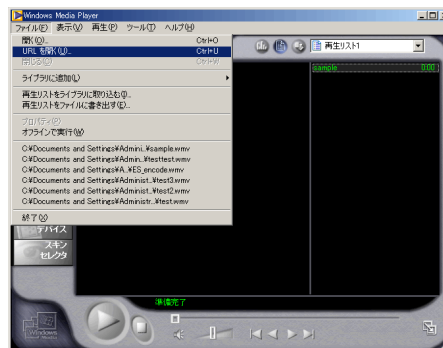 Windows Media Player
ファイル(F) 表示(V) 再生(P) ツール(T) ヘルプ(H)
開く(O)... Ctrl+O
URL を開く(U)... Ctrl+U
閉じる(C) Ctrl+W
再生リスト1
ライブラリに追加(L)
sample 0:00
再生リストをライブラリに取り込む(I)...
再生リストをファイルに書き出す(E)...
プロパティ(P)
オフラインで実行(W)
C:¥Documents and Settings¥Admini...¥sample.wmv
C:¥Documents and Settings¥Admin...¥testtest.wmv
C:¥Documents and Settings¥A...¥ES_encode.wmv
C:¥Documents and Settings¥Administ...¥test3.wmv
C:¥Documents and Settings¥Administ...¥test2.wmv
C:¥Documents and Settings¥Administr...¥test.wmv
終了(X)
デバイス
スキン
セレクタ
準備完了
Windows